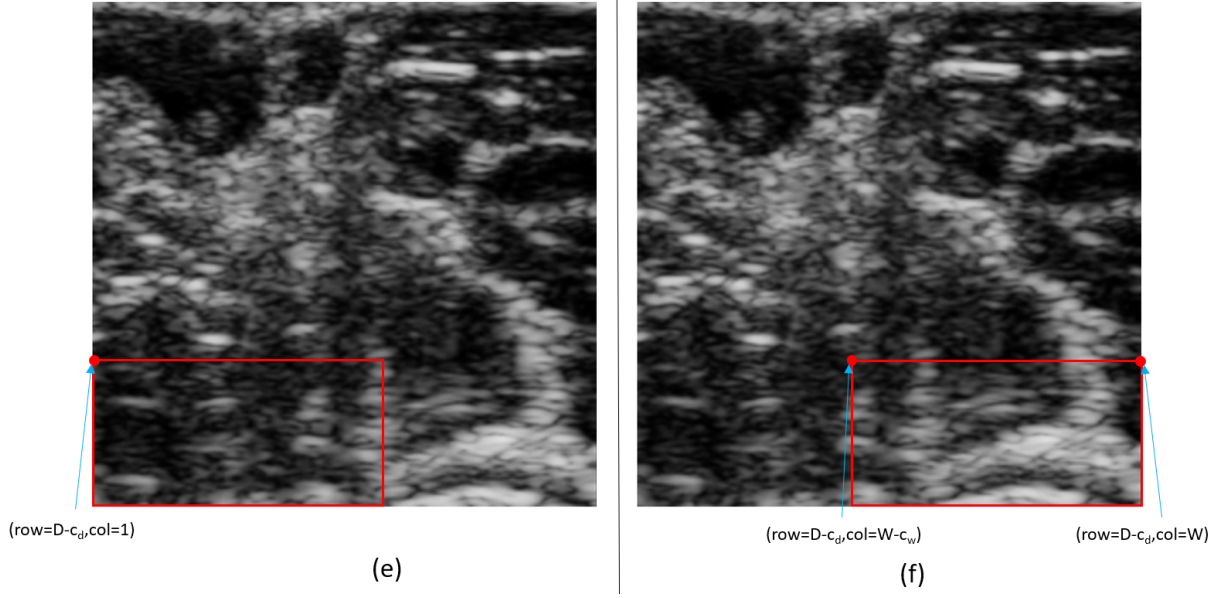 (row=D-c_d,col=1)
(row=D-c_d,col=W-c_w)
(row=D-c_d,col=W)
(e)
(f)